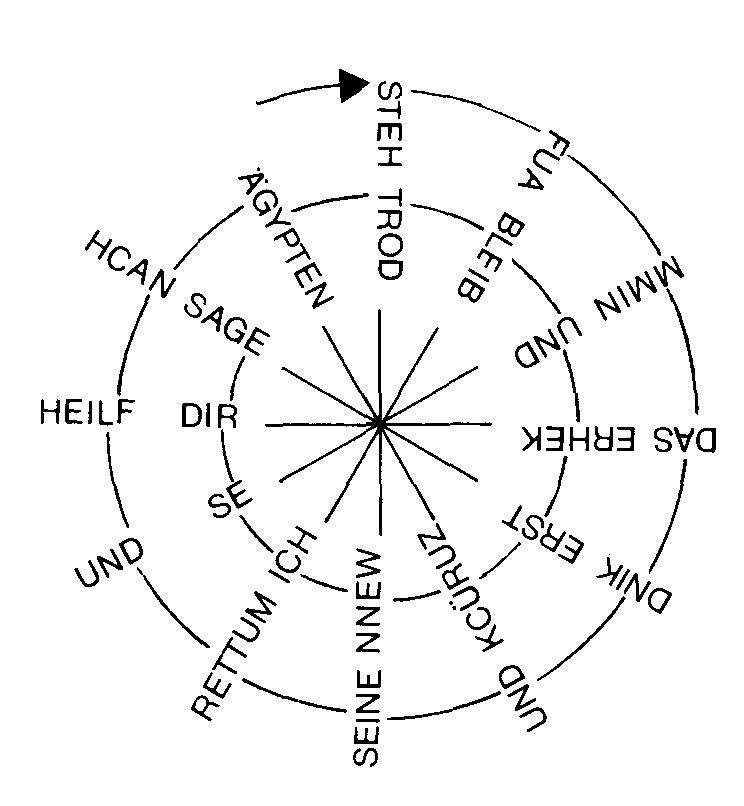 STEH TROD
FUA BLEIB
MMIN UND
DAS ERHEK
DNIK ERST
UND KCÜRUZ
SEINE NNEW
RETTUM ICH
UND SE
HEILF DIR
HCAN SAGE
ÄGYPTEN